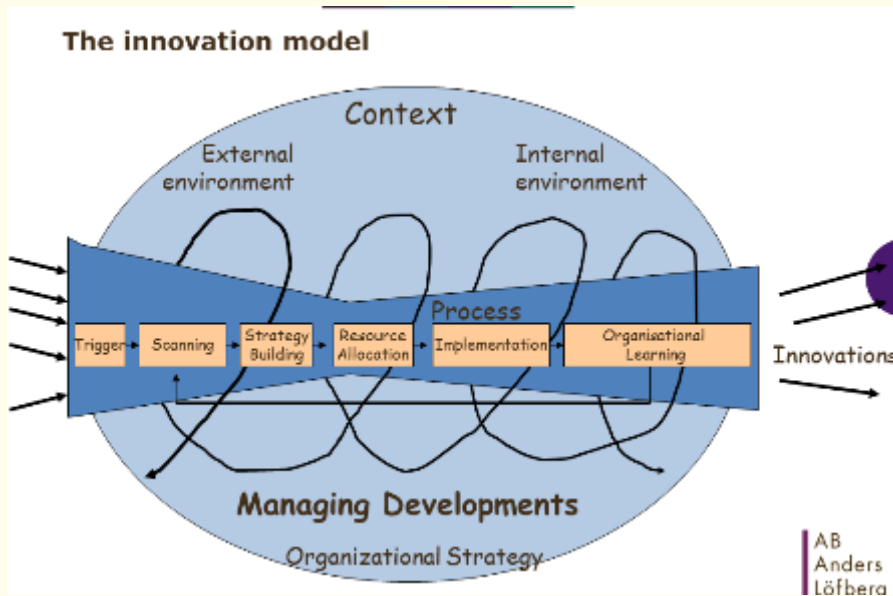 The innovation model
Context
External
environment
Internal
environment
Process
Trigger
Scanning
Strategy
Building
Resource
Allocation
Implementation
Organisational
Learning
Innovations
Managing Developments
Organizational Strategy
AB
Anders
Löfberg